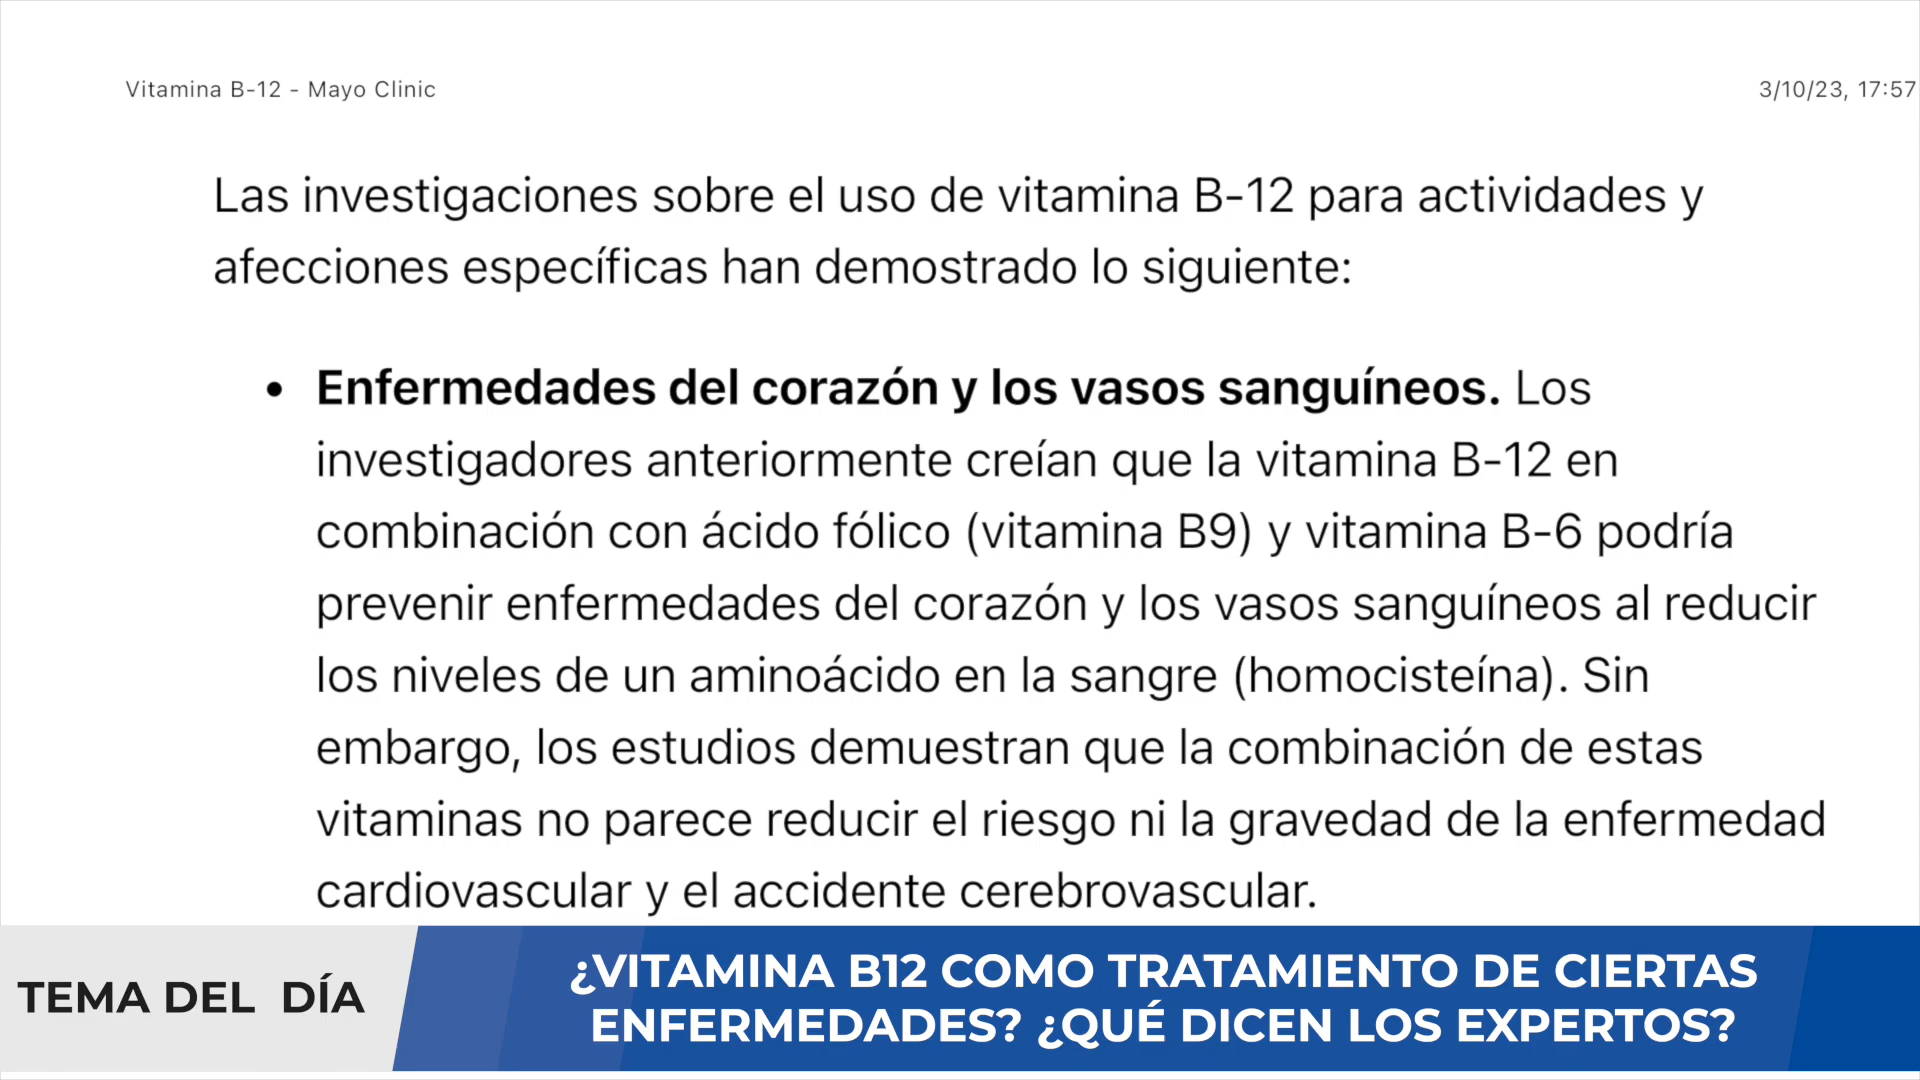 Vitamina B-12 - Mayo Clinic
3/10/23, 17:57
Las investigaciones sobre el uso de vitamina B-12 para actividades y
afecciones específicas han demostrado lo siguiente:
• Enfermedades del corazón y los vasos sanguíneos. Los
investigadores anteriormente creían que la vitamina B-12 en
combinación con ácido fólico (vitamina B9) y vitamina B-6 podría
prevenir enfermedades del corazón y los vasos sanguíneos al reducir
los niveles de un aminoácido en la sangre (homocisteína). Sin
embargo, los estudios demuestran que la combinación de estas
vitaminas no parece reducir el riesgo ni la gravedad de la enfermedad
cardiovascular y el accidente cerebrovascular.
TEMA DEL DÍA
¿VITAMINA B12 COMO TRATAMIENTO DE CIERTAS
ENFERMEDADES? ¿QUÉ DICEN LOS EXPERTOS?